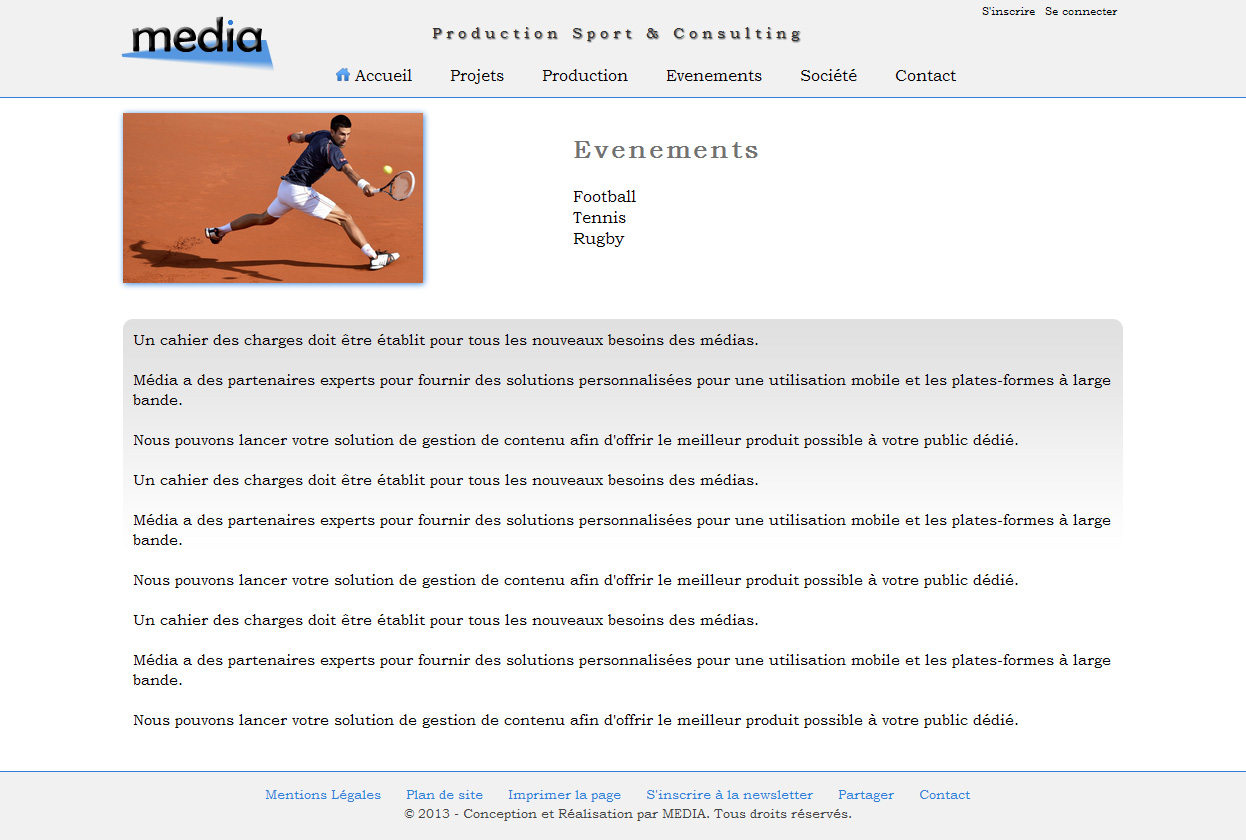 S'inscrire Se connecter
media
Production Sport & Consulting
Accueil Projets Production Evenements Société Contact
Evenements
Football
Tennis
Rugby
Un cahier des charges doit être établit pour tous les nouveaux besoins des médias.
Média a des partenaires experts pour fournir des solutions personnalisées pour une utilisation mobile et les plates-formes à large
bande.
Nous pouvons lancer votre solution de gestion de contenu afin d'offrir le meilleur produit possible à votre public dédié.
Un cahier des charges doit être établit pour tous les nouveaux besoins des médias.
Média a des partenaires experts pour fournir des solutions personnalisées pour une utilisation mobile et les plates-formes à large
bande.
Nous pouvons lancer votre solution de gestion de contenu afin d'offrir le meilleur produit possible à votre public dédié.
Un cahier des charges doit être établit pour tous les nouveaux besoins des médias.
Média a des partenaires experts pour fournir des solutions personnalisées pour une utilisation mobile et les plates-formes à large
bande.
Nous pouvons lancer votre solution de gestion de contenu afin d'offrir le meilleur produit possible à votre public dédié.
Mentions Légales Plan de site Imprimer la page S'inscrire à la newsletter Partager Contact
© 2013 - Conception et Réalisation par MEDIA. Tous droits réservés.